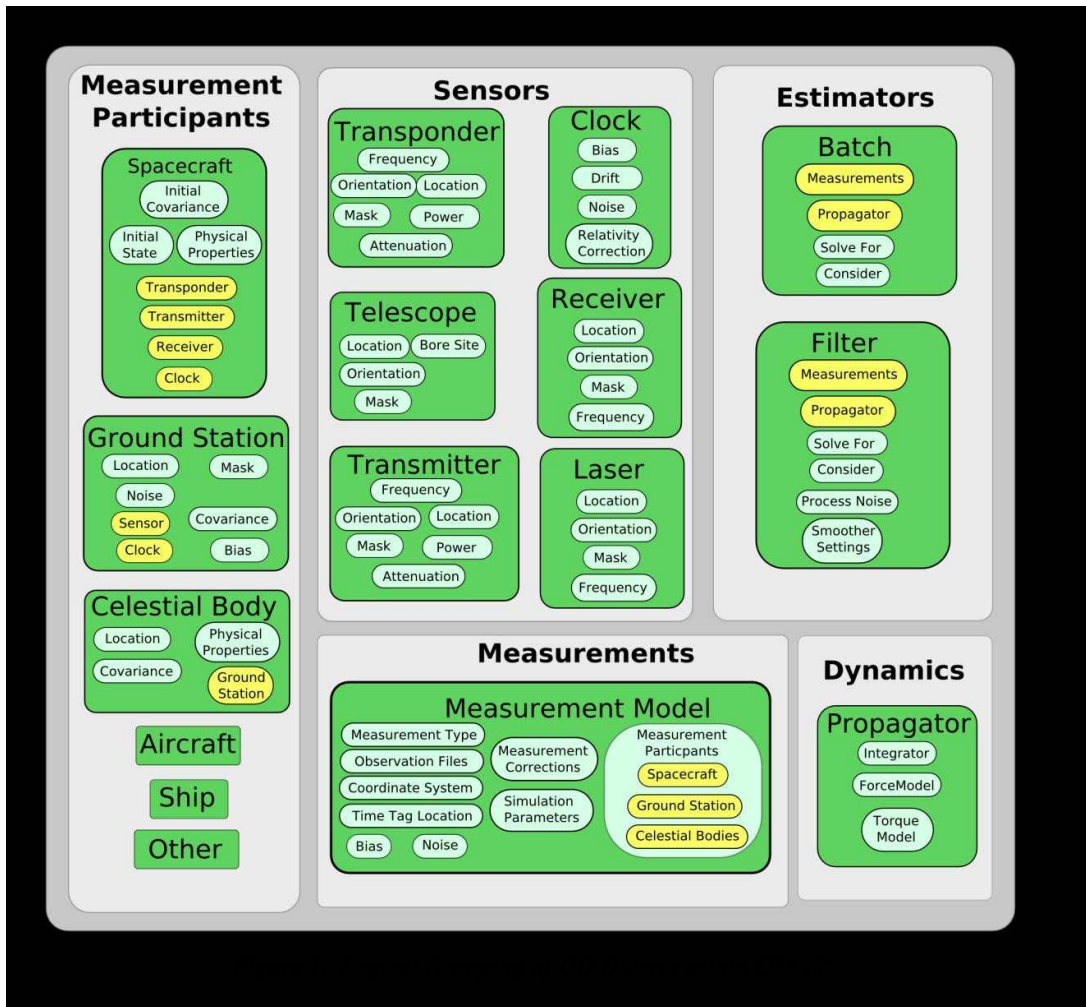 Measurement
Participants
Spacecraft
Initial
Covariance
Initial
State
Physical
Properties
Transponder
Transmitter
Receiver
Clock
Ground Station
Location
Mask
Noise
Sensor
Covariance
Clock
Bias
Celestial Body
Location
Physical
Properties
Covariance
Ground
Station
Aircraft
Ship
Other
Sensors
Transponder
Frequency
Orientation
Location
Mask
Power
Attenuation
Clock
Bias
Drift
Noise
Relativity
Correction
Telescope
Location
Bore Site
Orientation
Mask
Receiver
Location
Orientation
Mask
Frequency
Transmitter
Frequency
Orientation
Location
Mask
Power
Attenuation
Laser
Location
Orientation
Mask
Frequency
Estimators
Batch
Measurements
Propagator
Solve For
Consider
Filter
Measurements
Propagator
Solve For
Consider
Process Noise
Smoother
Settings
Measurements
Measurement Model
Measurement Type
Observation Files
Coordinate System
Time Tag Location
Bias
Noise
Measurement
Corrections
Simulation
Parameters
Measurement
Particpants
Spacecraft
Ground Station
Celestial Bodies
Dynamics
Propagator
Integrator
ForceModel
Torque
Model